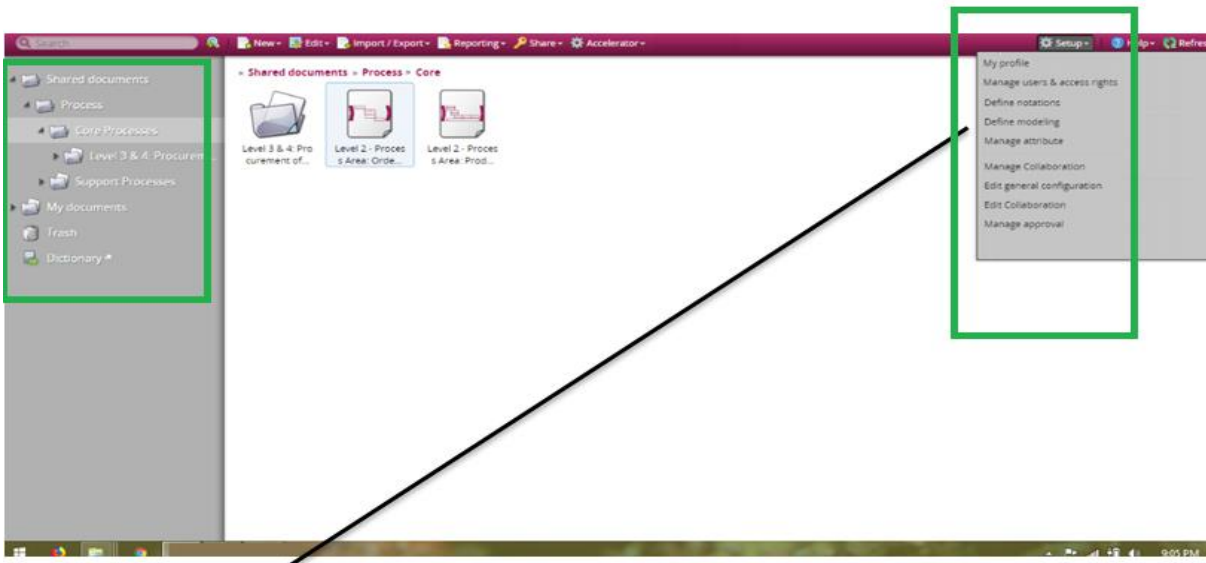 Search
New Edit Import / Export Reporting Share Accelerator Setup Help Refres
Shared documents
Process
Core Processes
Level 3 & 4: Procurem...
Support Processes
My documents
Trash
Dictionary
» Shared documents » Process » Core
Level 3 & 4: Pro
curement of...
Level 2 - Proces
s Area: Orde...
Level 2 - Proces
s Area: Prod...
My profile
Manage users & access rights
Define notations
Define modeling
Manage attribute
Manage Collaboration
Edit general configuration
Edit Collaboration
Manage approval
9:05 PM